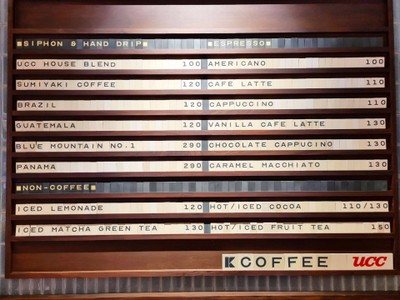 SIPHON & HAND DRIP ESPRESSO
UCC HOUSE BLEND 100 AMERICANO 100
SUMIYAKI COFFEE 120 CAFE LATTE 110
BRAZIL 120 CAPPUCCINO 110
GUATEMALA 120 VANILLA CAFE LATTE 130
BLUE MOUNTAIN NO.1 290 CHOCOLATE CAPPUCINO 130
PANAMA 290 CARAMEL MACCHIATO 130
NON-COFFEE
ICED LEMONADE 120 HOT/ICED COCOA 110/130
ICED MATCHA GREEN TEA 130 HOT/ICED FRUIT TEA 150
K COFFEE UCC